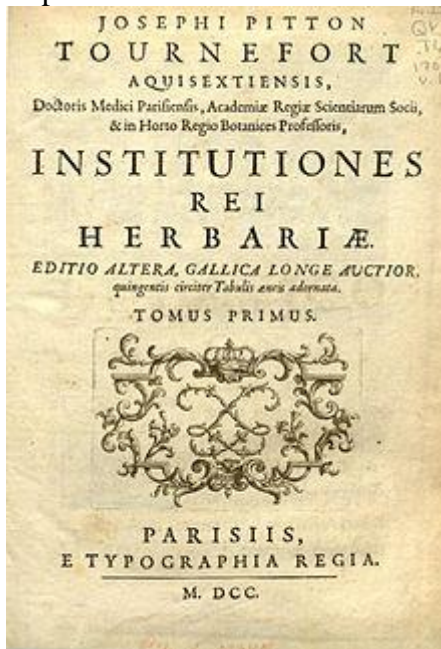 JOSEPHI PITTON
TOURNEFORT
AQUISEXTIENSIS,
Doctoris Medici Parisiensis, Academiæ Regiæ Scientiarum Socii,
& in Horto Regio Botanices Professoris,
INSTITUTIONES
REI
HERBARIÆ.
EDITIO ALTERA, GALLICA LONGE AUCTIOR,
quingentis circiter Tabulis æneis adornata.
TOMUS PRIMUS.
PARISIIS,
E TYPOGRAPHIA REGIA.
M. DCC.